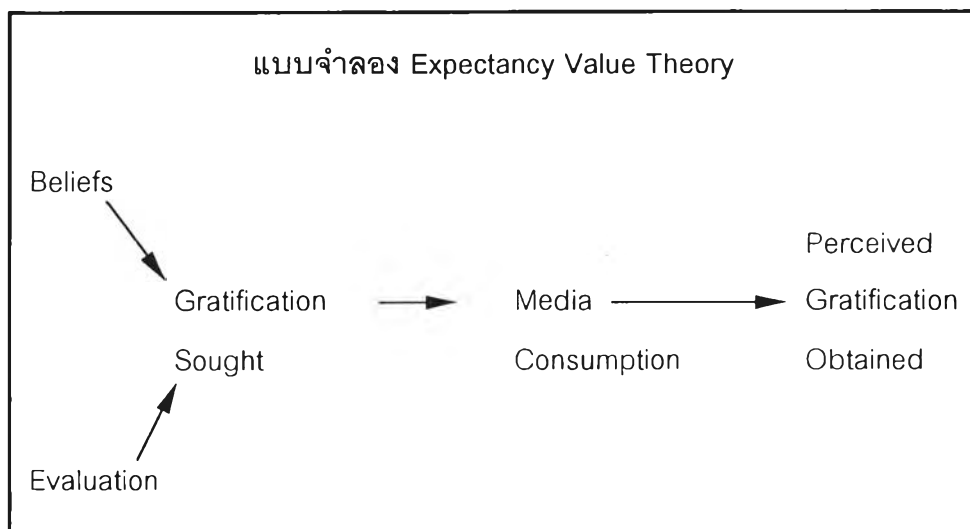 แบบจำลอง Expectancy Value Theory
Beliefs
Perceived
Gratification Media Gratification
Sought Consumption Obtained
Evaluation